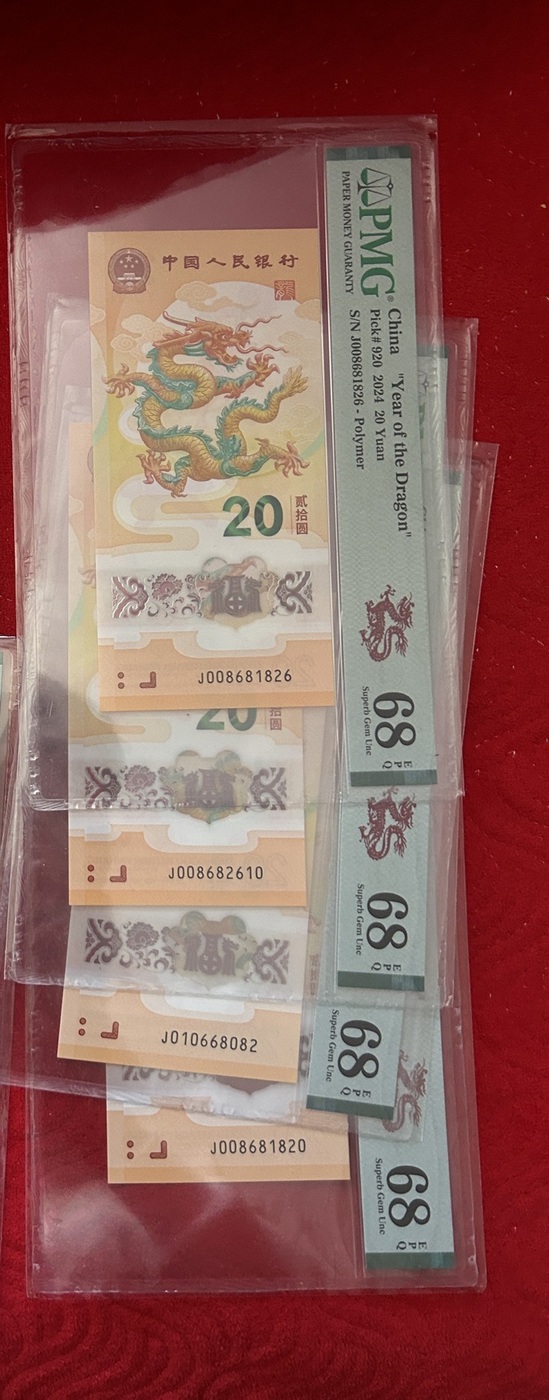 中国人民银行
20
贰拾圆
J008681826
PMG®
PAPER MONEY GUARANTY
China "Year of the Dragon"
Pick# 920 2024 20 Yuan
S/N J008681826 - Polymer
68 EPQ
Superb Gem Unc
20
拾圆
J008682610
68 EPQ
Superb Gem Unc
J010668082
68 EPQ
Superb Gem Unc
J008681820
68 EPQ
Superb Gem Unc